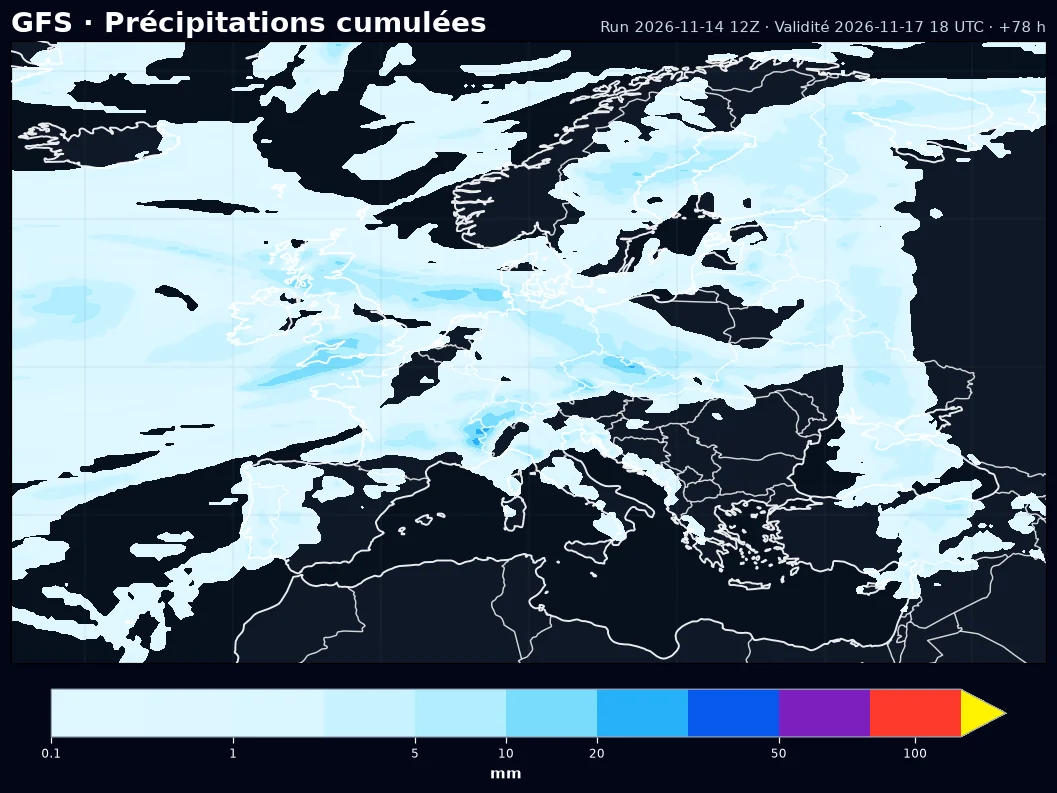 GFS · Précipitations cumulées
Run 2026-11-14 12Z · Validité 2026-11-17 18 UTC · +78 h
0.1 1 5 10 20 50 100
mm